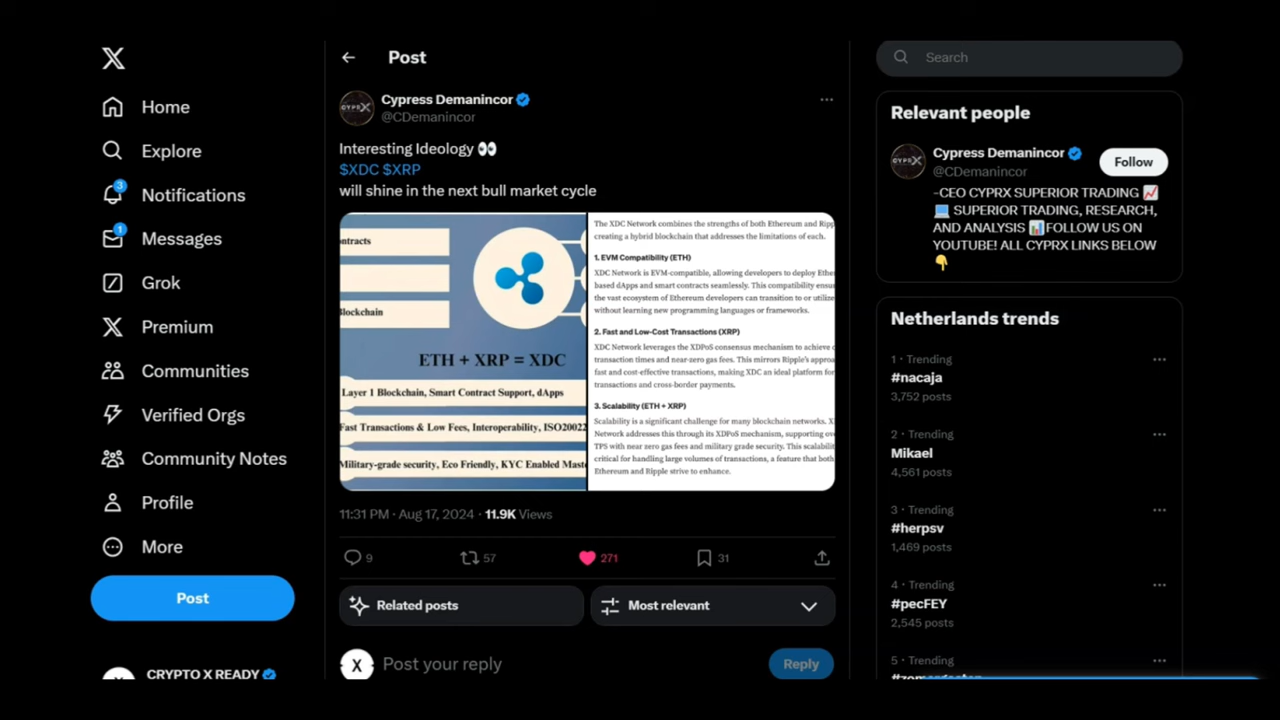 Home
Explore
3
Notifications
1
Messages
Grok
Premium
Communities
Verified Orgs
Community Notes
Profile
More
Post
CRYPTO X READY
Post
Cypress Demanincor
@CDemanincor
Interesting Ideology 👀
$XDC $XRP
will shine in the next bull market cycle
ntracts
Blockchain
ETH + XRP = XDC
Layer 1 Blockchain, Smart Contract Support, dApps
Fast Transactions & Low Fees, Interoperability, ISO20022
Military-grade security, Eco Friendly, KYC Enabled Mast
The XDC Network combines the strengths of both Ethereum and Ripp
creating a hybrid blockchain that addresses the limitations of each.
1. EVM Compatibility (ETH)
XDC Network is EVM-compatible, allowing developers to deploy Ethe
based dApps and smart contracts seamlessly. This compatibility ensu
the vast ecosystem of Ethereum developers can transition to or utilize
without learning new programming languages or frameworks.
2. Fast and Low-Cost Transactions (XRP)
XDC Network leverages the XDPoS consensus mechanism to achieve
transaction times and near-zero gas fees. This mirrors Ripple's approa
fast and cost-effective transactions, making XDC an ideal platform for
transactions and cross-border payments.
3. Scalability (ETH + XRP)
Scalability is a significant challenge for many blockchain networks. X
Network addresses this through its XDPoS mechanism, supporting ov
TPS with near zero gas fees and military grade security. This scalabili
critical for handling large volumes of transactions, a feature that both
Ethereum and Ripple strive to enhance.
11:31 PM · Aug 17, 2024 · 11.9K Views
9 57 271 31
Related posts
Most relevant
X Post your reply
Reply
Search
Relevant people
Cypress Demanincor
@CDemanincor
Follow
-CEO CYPRX SUPERIOR TRADING 📈
💻 SUPERIOR TRADING, RESEARCH,
AND ANALYSIS 📊FOLLOW US ON
YOUTUBE! ALL CYPRX LINKS BELOW
👇
Netherlands trends
1 · Trending
#nacaja
3,752 posts
2 · Trending
Mikael
4,561 posts
3 · Trending
#herpsv
1,469 posts
4 · Trending
#pecFEY
2,545 posts
5 · Trending